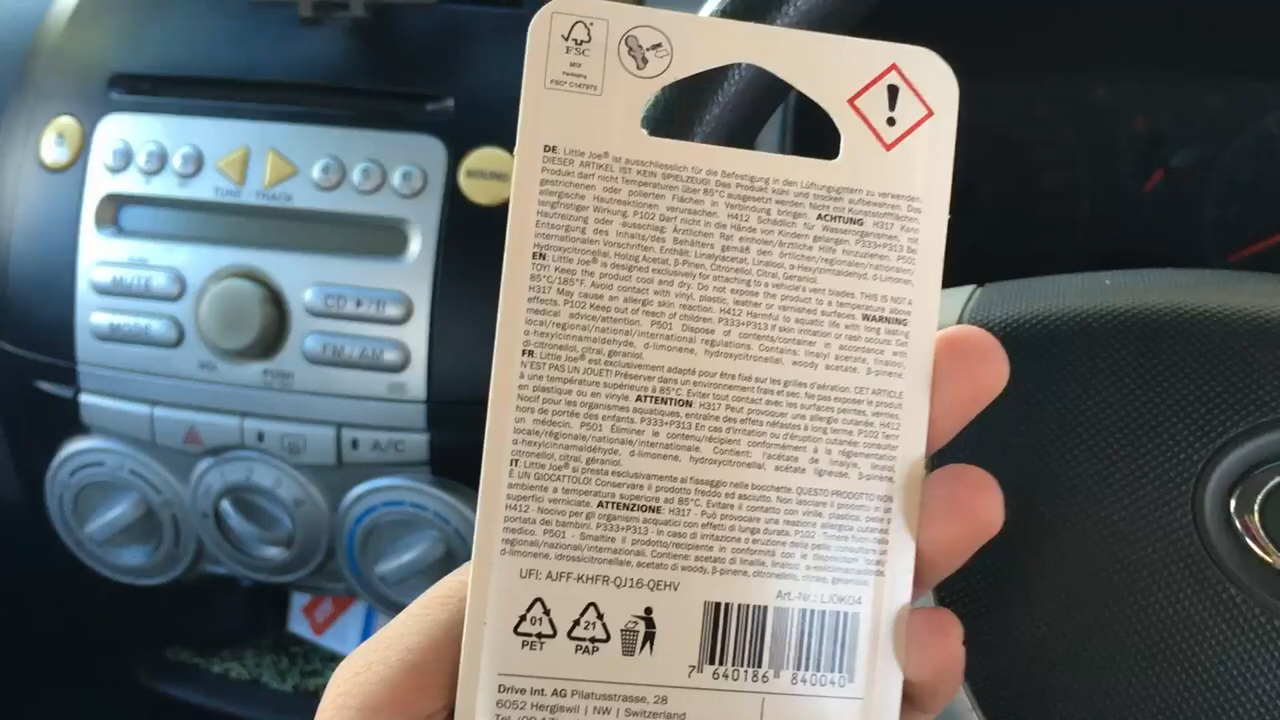 FSC
MIX
Packaging
FSC® C147973
DE: Little Joe® ist ausschliesslich für die Befestigung in den Lüftungsgittern zu verwenden.
DIESER ARTIKEL IST KEIN SPIELZEUG! Das Produkt kühl und trocken aufbewahren. Das
Produkt darf nicht Temperaturen über 85°C ausgesetzt werden. Nicht mit Kunststoffflächen,
gestrichenen oder polierten Flächen in Verbindung bringen. ACHTUNG: H317 Kann
allergische Hautreaktionen verursachen. H412 Schädlich für Wasserorganismen, mit
langfristiger Wirkung. P102 Darf nicht in die Hände von Kindern gelangen. P333+P313 Bei
Hautreizung oder -ausschlag: Ärztlichen Rat einholen/ärztliche Hilfe hinzuziehen. P501
Entsorgung des Inhalts/des Behälters gemäß den örtlichen/regionalen/nationalen/
internationalen Vorschriften. Enthält: Linalylacetat, Linalool, α-Hexylzimtaldehyd, d-Limonen,
Hydroxycitronellal, Holzig Acetat, β-Pinen, Citronellol, Citral, Geraniol.
EN: Little Joe® is designed exclusively for attaching to a vehicle's vent blades. THIS IS NOT A
TOY! Keep the product cool and dry. Do not expose the product to a temperature above
85°C/185°F. Avoid contact with vinyl, plastic, leather or varnished surfaces. WARNING
H317 May cause an allergic skin reaction. H412 Harmful to aquatic life with long lasting
effects. P102 Keep out of reach of children. P333+P313 If skin irritation or rash occurs: Get
medical advice/attention. P501 Dispose of contents/container in accordance with
local/regional/national/international regulations. Contains: linalyl acetate, linalool,
α-hexylcinnamaldehyde, d-limonene, hydroxycitronellal, woody acetate, β-pinene,
dl-citronellol, citral, geraniol.
FR: Little Joe® est exclusivement adapté pour être fixé sur les grilles d'aération. CET ARTICLE
N'EST PAS UN JOUET! Préserver dans un environnement frais et sec. Ne pas exposer le produit
à une température supérieure à 85°C. Eviter tout contact avec les surfaces peintes, vernies,
en plastique ou en vinyle. ATTENTION: H317 Peut provoquer une allergie cutanée. H412
Nocif pour les organismes aquatiques, entraîne des effets néfastes à long terme. P102 Tenir
hors de portée des enfants. P333+P313 En cas d'irritation ou d'éruption cutanée: consulter
un médecin. P501 Éliminer le contenu/récipient conformément à la réglementation
locale/régionale/nationale/internationale. Contient: l'acétate de linalyle, linalol,
α-hexylcinnamaldéhyde, d-limonène, hydroxycitronellal, acétate ligneuse, β-pinène,
citronellol, citral, géraniol.
IT: Little Joe® si presta esclusivamente al fissaggio nelle bocchette. QUESTO PRODOTTO NON
È UN GIOCATTOLO! Conservare il prodotto freddo ed asciutto. Non lasciare il prodotto in un
ambiente a temperatura superiore ad 85°C. Evitare il contatto con vinile, plastica, pelle o
superfici verniciate. ATTENZIONE: H317 - Può provocare una reazione allergica cutanea.
H412 - Nocivo per gli organismi acquatici con effetti di lunga durata. P102 - Tenere fuori dalla
portata dei bambini. P333+P313 - In caso di irritazione o eruzione della pelle: consultare un
medico. P501 - Smaltire il prodotto/recipiente in conformità con le disposizioni locali/
regionali/nazionali/internazionali. Contiene: acetato di linalile, linalolo, α-esilcinnamaldeide,
d-limonene, idrossicitronellale, acetato di woody, β-pinene, citronellolo, citrale, geraniolo.
UFI: AJFF-KHFR-QJ16-QEHV
Art.-Nr.: LJOK04
01
PET
21
PAP
7 640186 840040
Drive Int. AG Pilatusstrasse, 28
6052 Hergiswil | NW | Switzerland
1 2 3 TUNE TRACK 4 5 6
MUTE
MODE
VOL
PUSH
CD
FM / AM
A/C